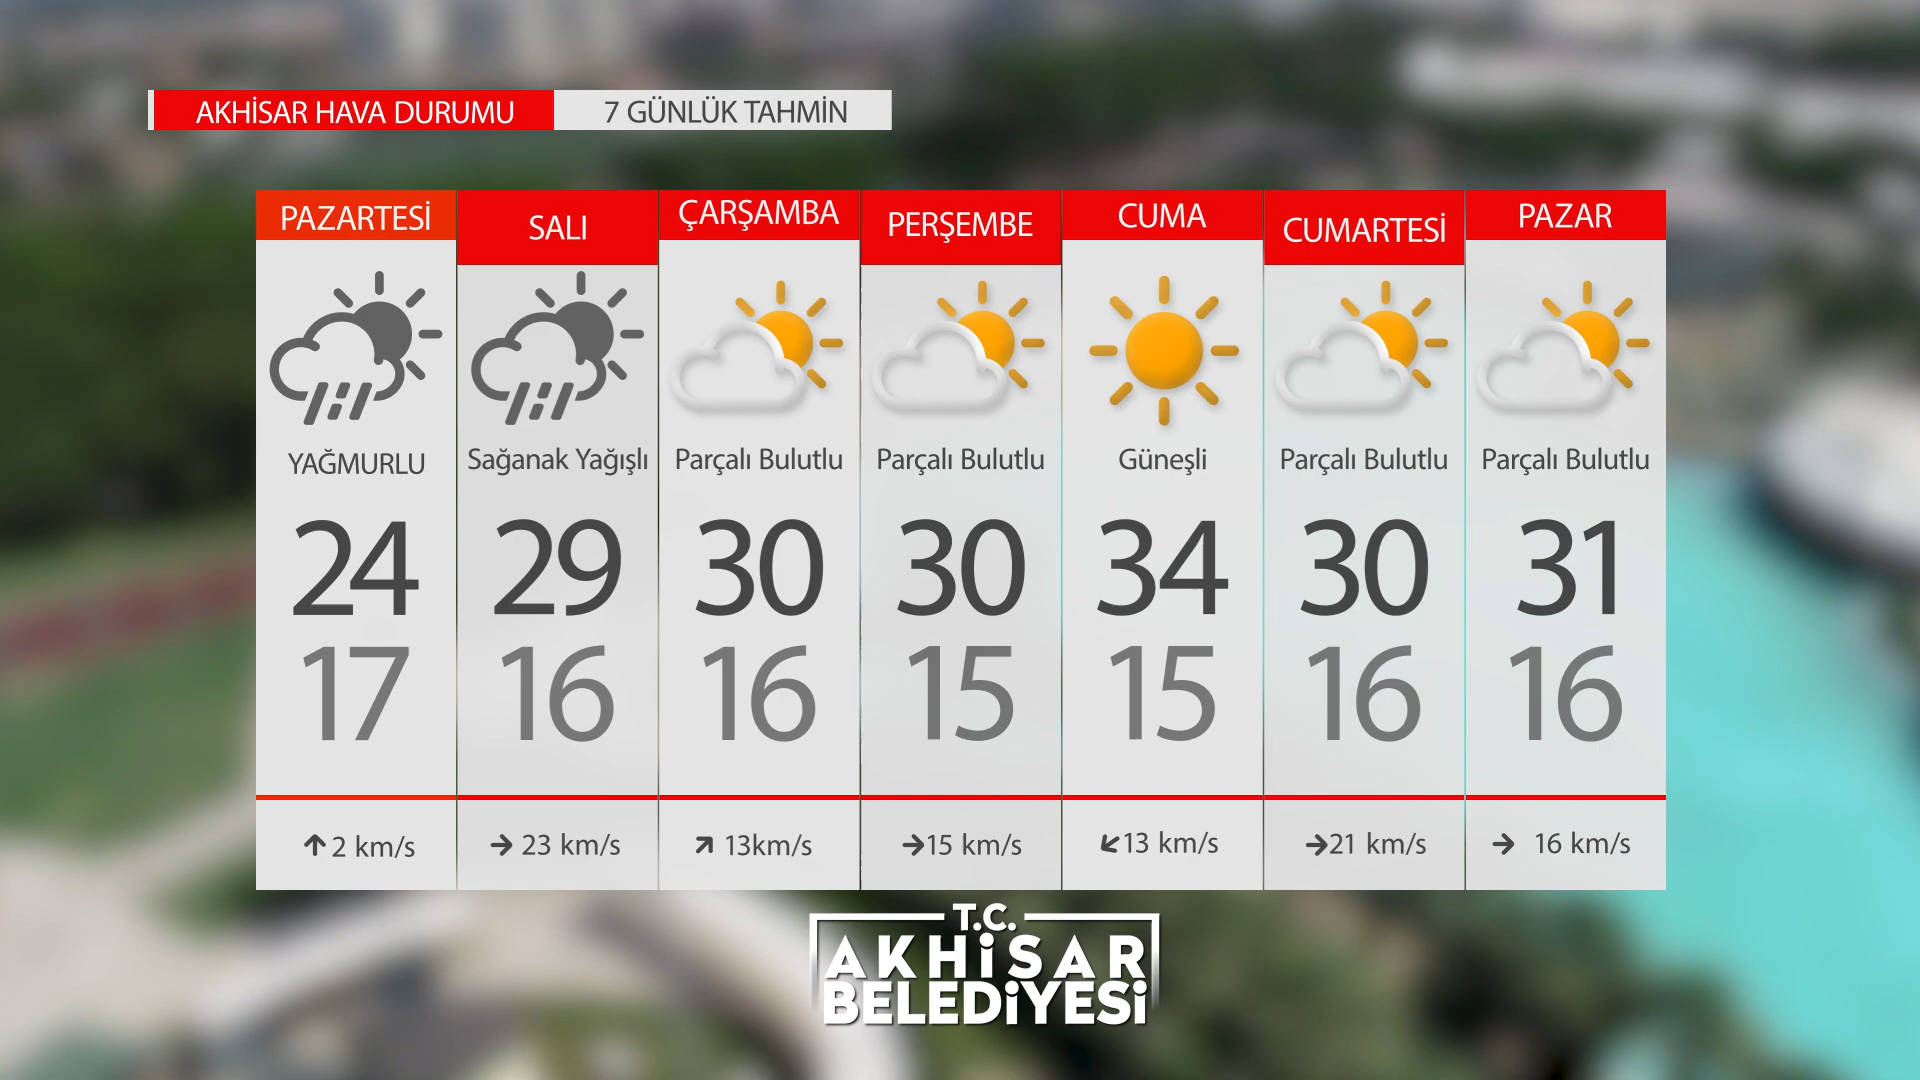 AKHİSAR HAVA DURUMU
7 GÜNLÜK TAHMİN
PAZARTESİ
YAĞMURLU
24
17
2 km/s
SALI
Sağanak Yağışlı
29
16
23 km/s
ÇARŞAMBA
Parçalı Bulutlu
30
16
13km/s
PERŞEMBE
Parçalı Bulutlu
30
15
15 km/s
CUMA
Güneşli
34
15
13 km/s
CUMARTESİ
Parçalı Bulutlu
30
16
21 km/s
PAZAR
Parçalı Bulutlu
31
16
16 km/s
T.C.
AKHİSAR
BELEDİYESİ